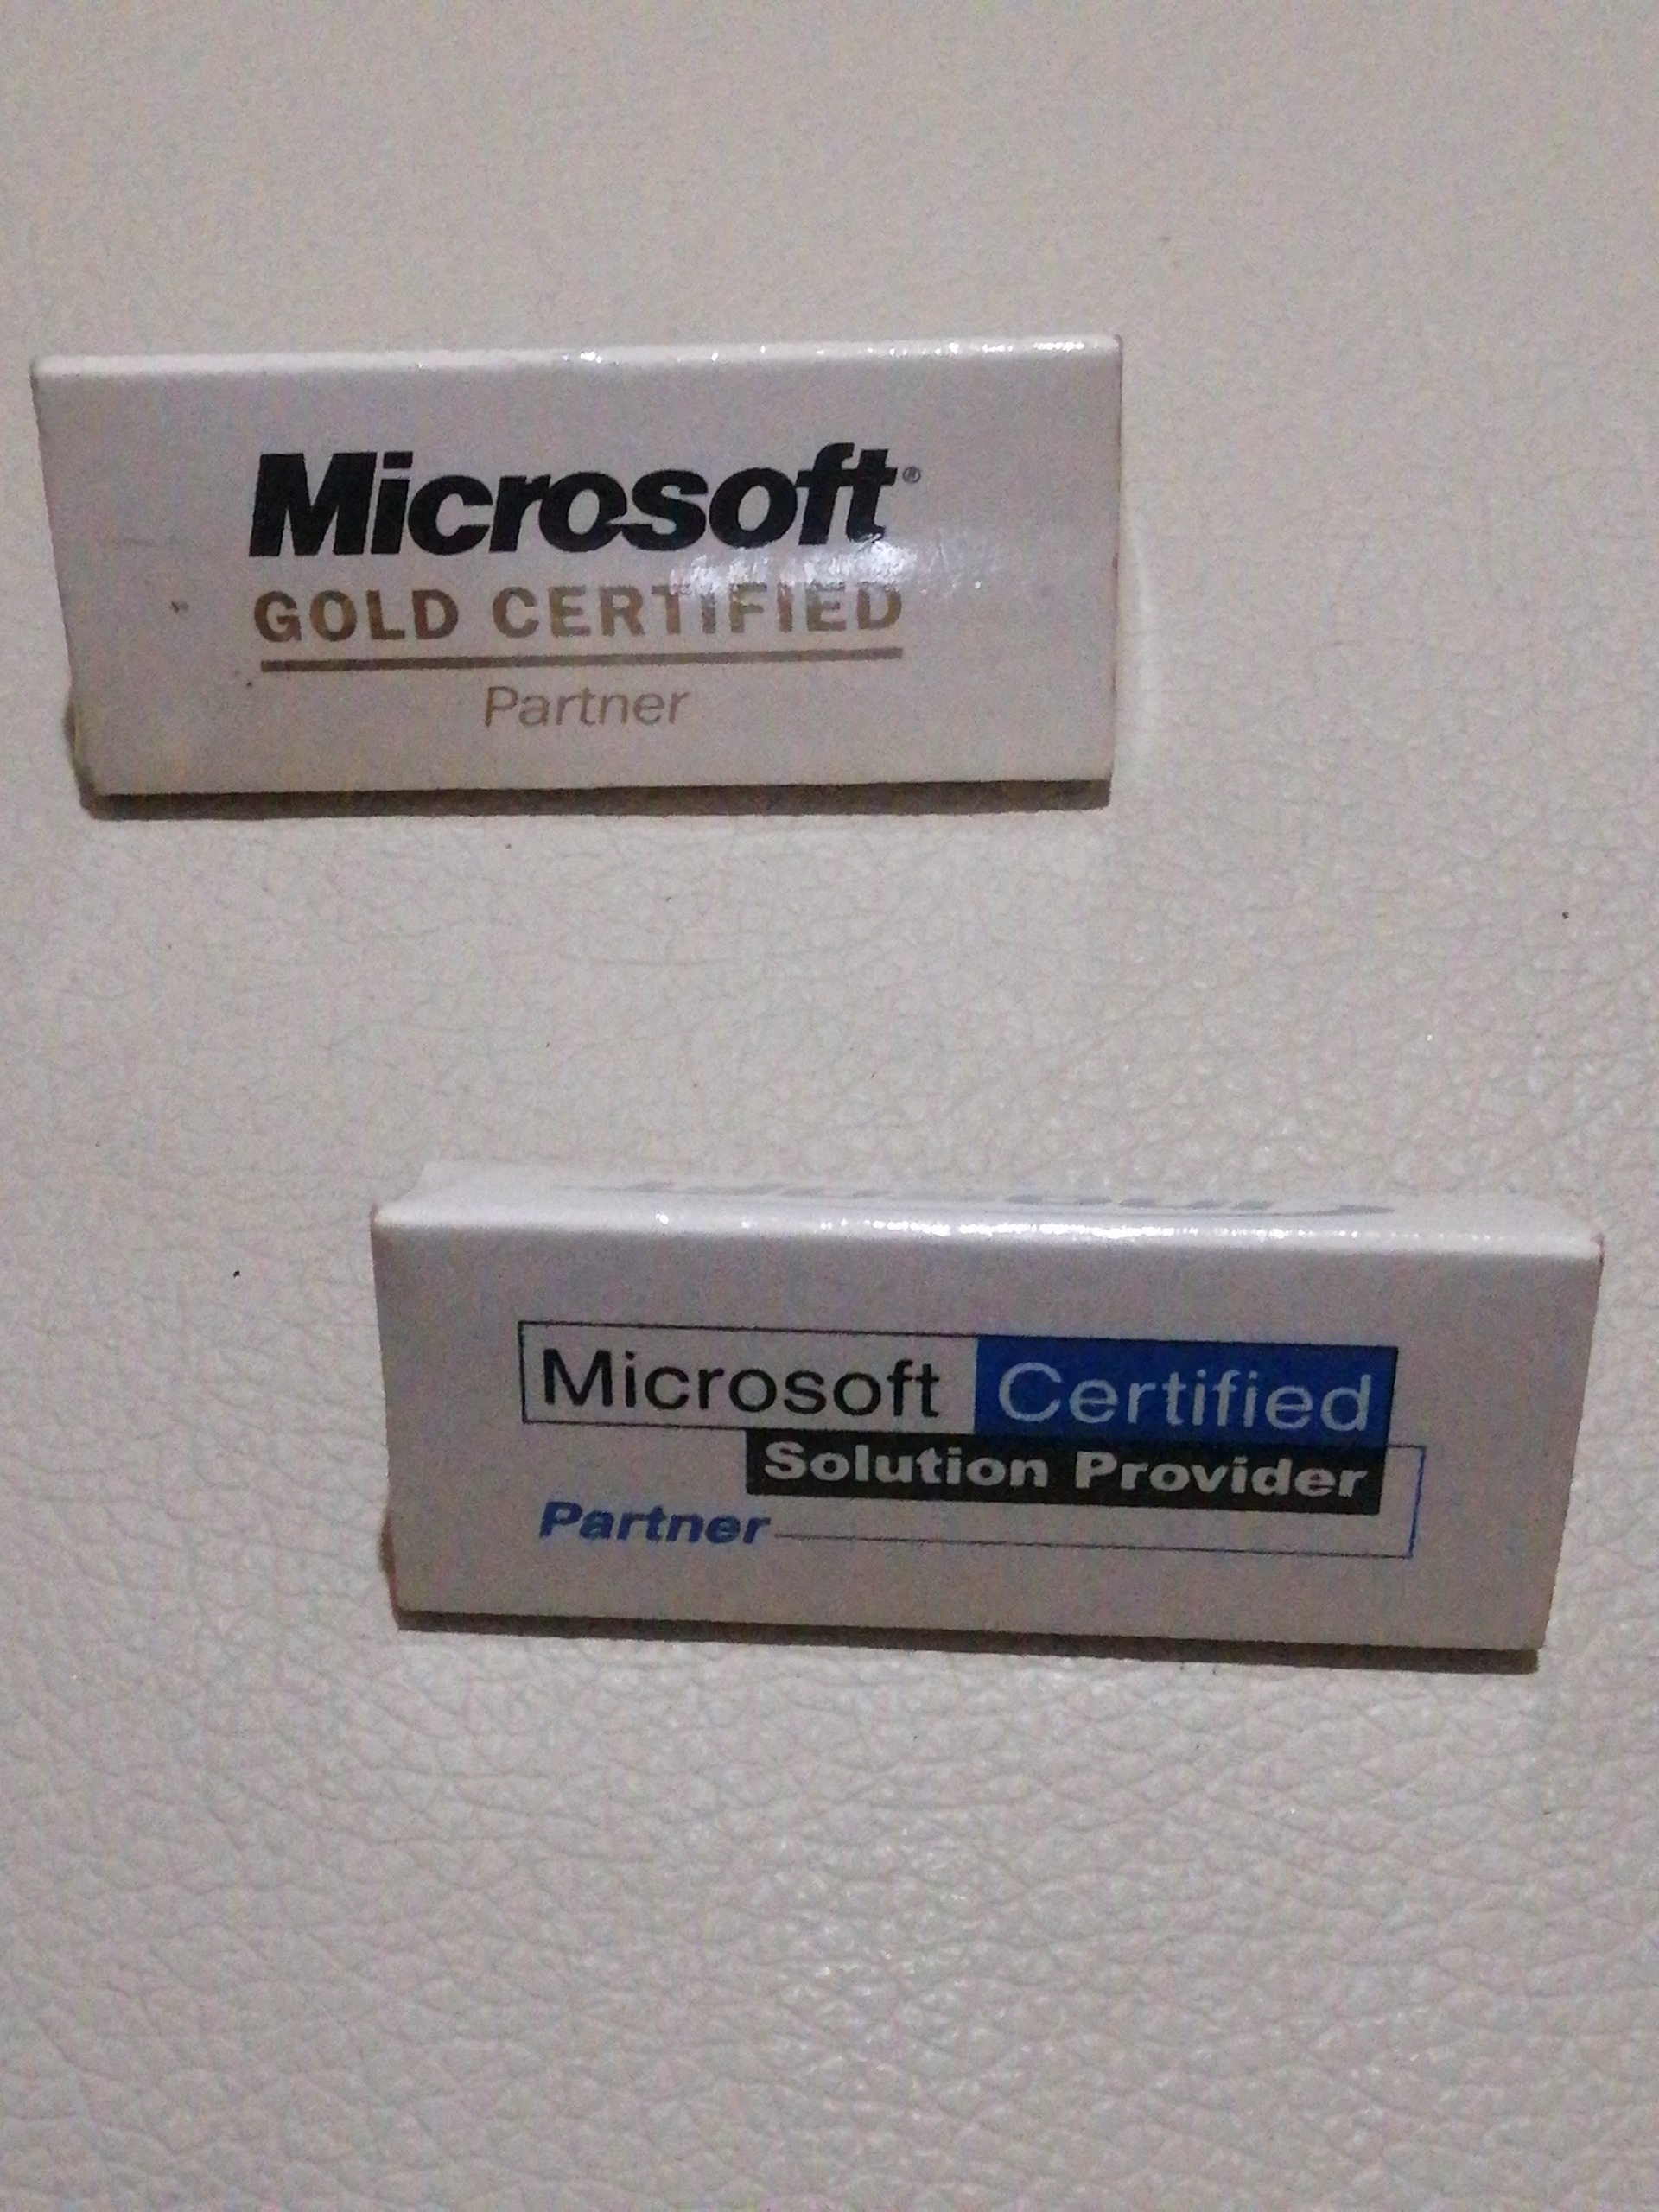 Microsoft®
GOLD CERTIFIED
Partner
Microsoft Certified
Solution Provider
Partner